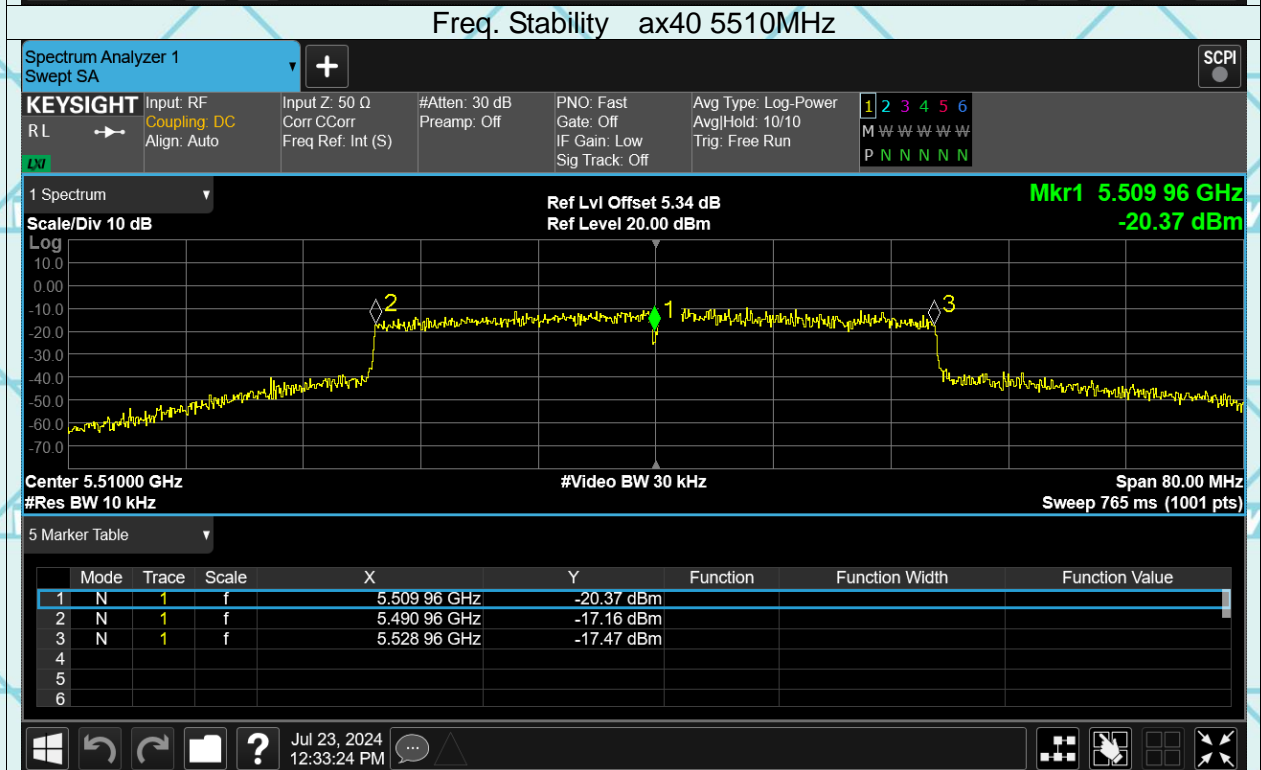 Freq. Stability ax40 5510MHz
Spectrum Analyzer 1
Swept SA
SCPI
KEYSIGHT
R L
LXI
Input: RF
Coupling: DC
Align: Auto
Input Z: 50 Ω
Corr CCorr
Freq Ref: Int (S)
#Atten: 30 dB
Preamp: Off
PNO: Fast
Gate: Off
IF Gain: Low
Sig Track: Off
Avg Type: Log-Power
Avg|Hold: 10/10
Trig: Free Run
1 2 3 4 5 6
M W W W W W
P N N N N N
1 Spectrum
Scale/Div 10 dB
Ref Lvl Offset 5.34 dB
Ref Level 20.00 dBm
Mkr1 5.509 96 GHz
-20.37 dBm
Log
10.0
0.00
-10.0
-20.0
-30.0
-40.0
-50.0
-60.0
-70.0
2
1
3
Center 5.51000 GHz
#Res BW 10 kHz
#Video BW 30 kHz
Span 80.00 MHz
Sweep 765 ms (1001 pts)
5 Marker Table
Mode Trace Scale X Y Function Function Width Function Value
1 N 1 f 5.509 96 GHz -20.37 dBm
2 N 1 f 5.490 96 GHz -17.16 dBm
3 N 1 f 5.528 96 GHz -17.47 dBm
4
5
6
?
Jul 23, 2024
12:33:24 PM